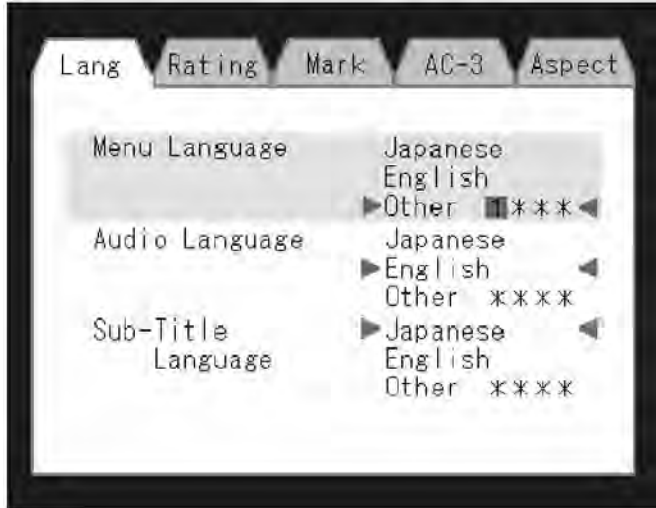 Lang Rating Mark AC-3 Aspect
Menu Language Japanese
English
▶Other 1***◀
Audio Language Japanese
▶English ◀
Other ****
Sub-Title ▶Japanese ◀
Language English
Other ****